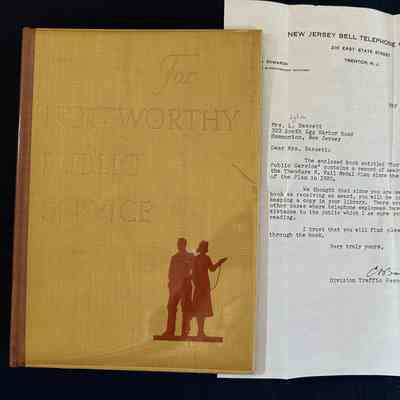 For
NOTEWORTHY
PUBLIC
SERVICE
NEW JERSEY BELL TELEPHONE
EAST STATE STREET
TRENTON, N. J.
EDWARDS
Mrs. L. Bassett
303 South Egg Harbor Road
Hammonton, New Jersey
Dear Mrs. Bassett:
The enclosed book entitled "For
Public Service" contains a record of
the Theodore N. Vail Medal Plan since the
of the Plan in 1920.
We thought that since you are
book as receiving an award, you will be
keeping a copy in your library. There are
other cases where telephone employees have
assistance to the public which I am sure you
reading.
I trust that you will find
through the book.
Very truly yours,
Division Traffic